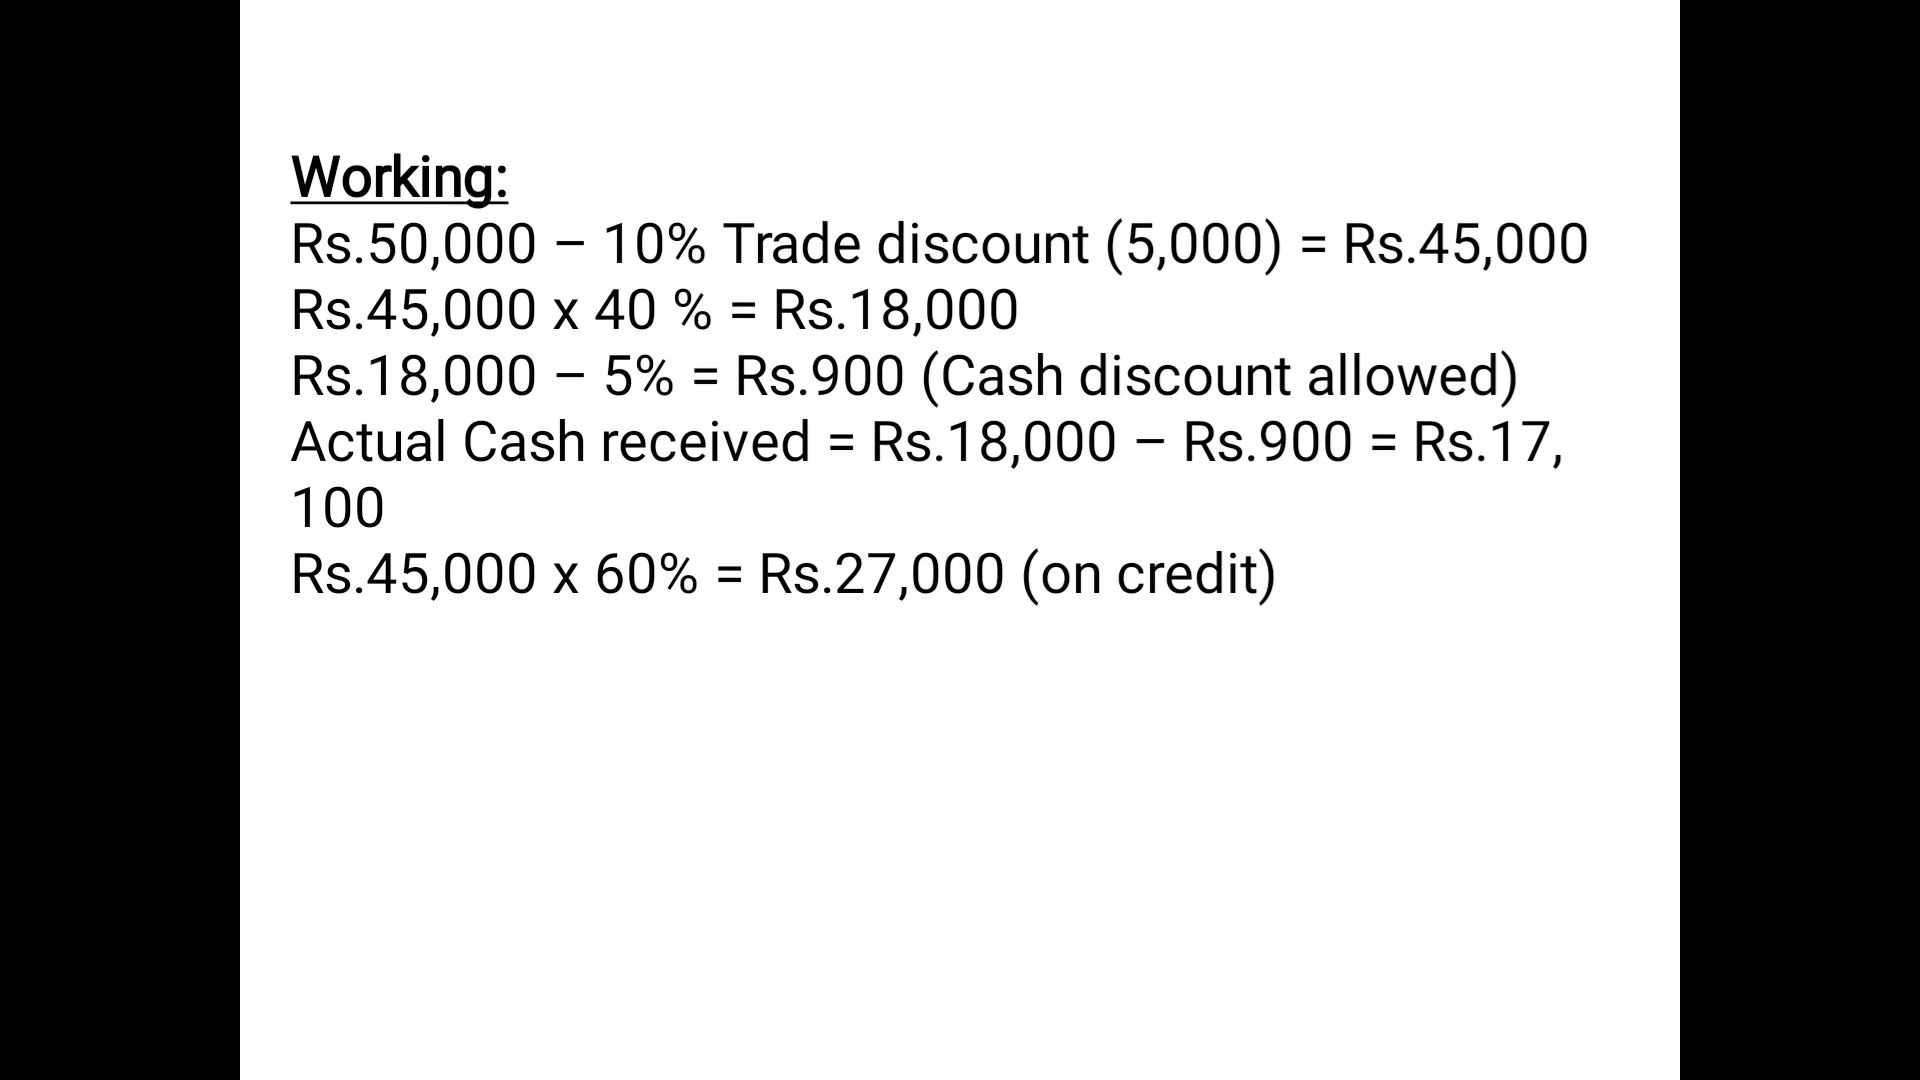 Working:
Rs.50,000 – 10% Trade discount (5,000) = Rs.45,000
Rs.45,000 x 40 % = Rs.18,000
Rs.18,000 – 5% = Rs.900 (Cash discount allowed)
Actual Cash received = Rs.18,000 – Rs.900 = Rs.17,
100
Rs.45,000 x 60% = Rs.27,000 (on credit)